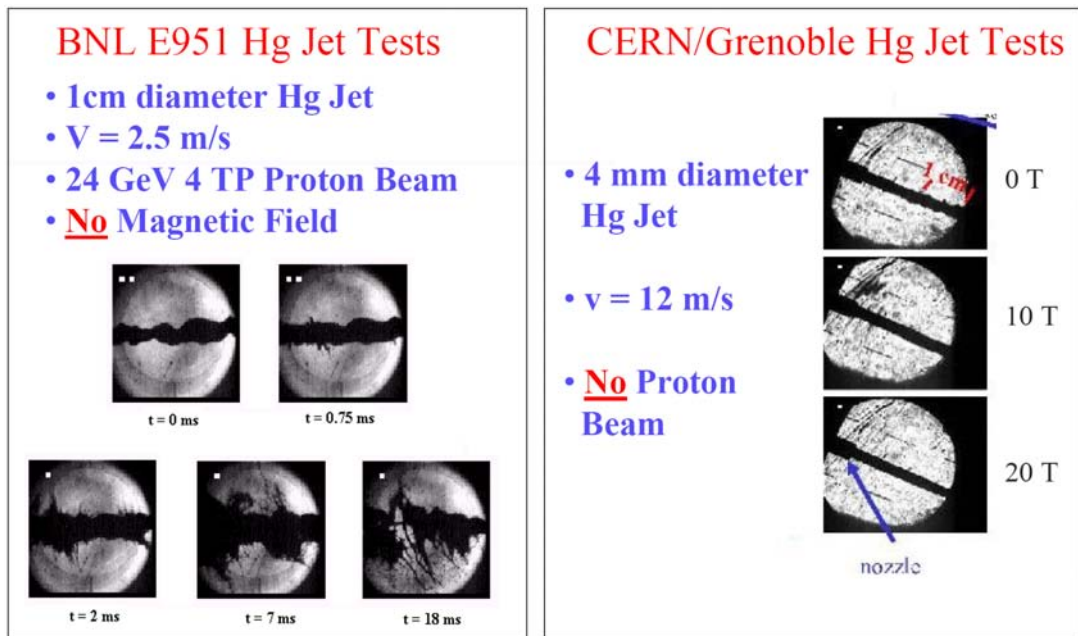 BNL E951 Hg Jet Tests
• 1cm diameter Hg Jet
• V = 2.5 m/s
• 24 GeV 4 TP Proton Beam
• No Magnetic Field
t = 0 ms
t = 0.75 ms
t = 2 ms
t = 7 ms
t = 18 ms
CERN/Grenoble Hg Jet Tests
• 4 mm diameter
Hg Jet
• v = 12 m/s
• No Proton
Beam
1 cm
0 T
10 T
20 T
nozzle